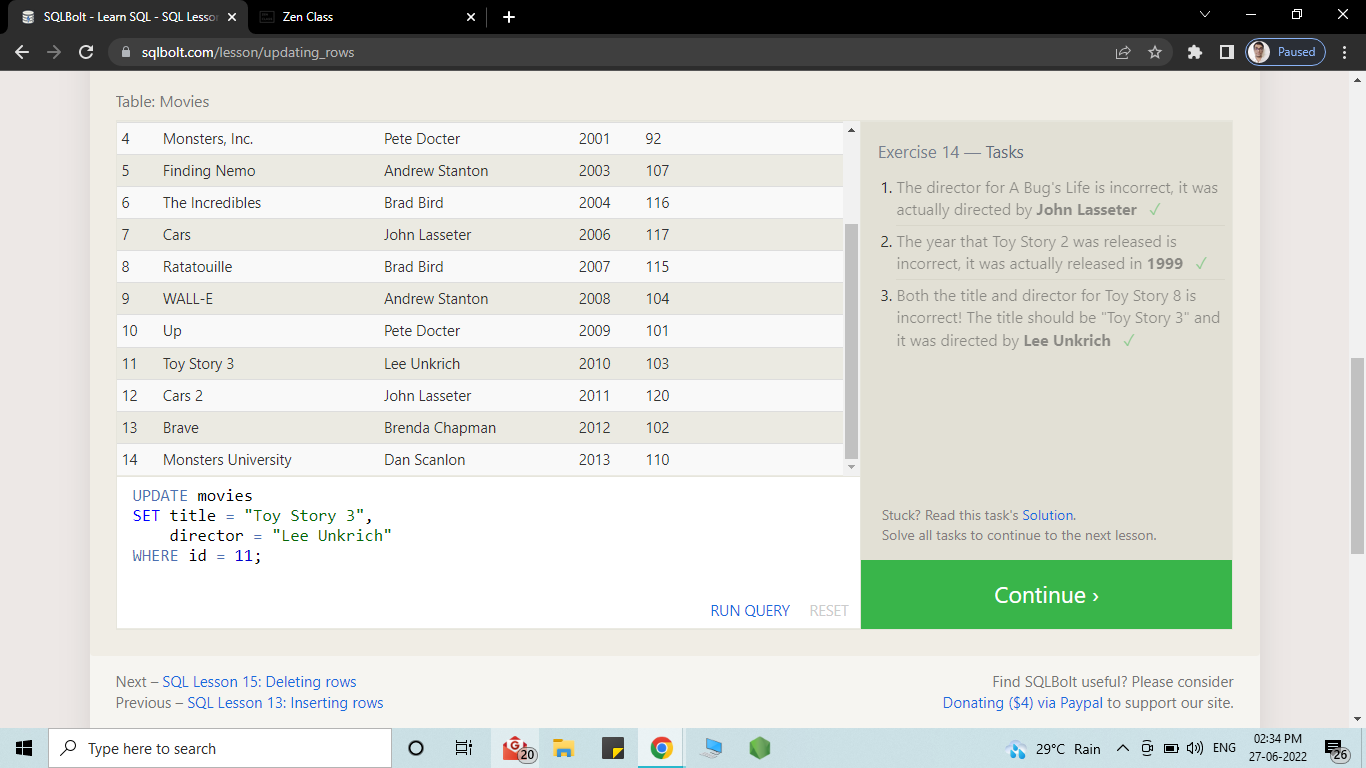 SQLBolt - Learn SQL - SQL Lesson
Zen Class
sqlbolt.com/lesson/updating_rows
Paused
Table: Movies
4 Monsters, Inc. Pete Docter 2001 92
5 Finding Nemo Andrew Stanton 2003 107
6 The Incredibles Brad Bird 2004 116
7 Cars John Lasseter 2006 117
8 Ratatouille Brad Bird 2007 115
9 WALL-E Andrew Stanton 2008 104
10 Up Pete Docter 2009 101
11 Toy Story 3 Lee Unkrich 2010 103
12 Cars 2 John Lasseter 2011 120
13 Brave Brenda Chapman 2012 102
14 Monsters University Dan Scanlon 2013 110
UPDATE movies
SET title = "Toy Story 3",
director = "Lee Unkrich"
WHERE id = 11;
RUN QUERY RESET
Exercise 14 — Tasks
1. The director for A Bug's Life is incorrect, it was
actually directed by John Lasseter ✓
2. The year that Toy Story 2 was released is
incorrect, it was actually released in 1999 ✓
3. Both the title and director for Toy Story 8 is
incorrect! The title should be "Toy Story 3" and
it was directed by Lee Unkrich ✓
Stuck? Read this task's Solution.
Solve all tasks to continue to the next lesson.
Continue ›
Next – SQL Lesson 15: Deleting rows
Previous – SQL Lesson 13: Inserting rows
Find SQLBolt useful? Please consider
Donating ($4) via Paypal to support our site.
Type here to search
20
29°C Rain
ENG
02:34 PM
27-06-2022
26